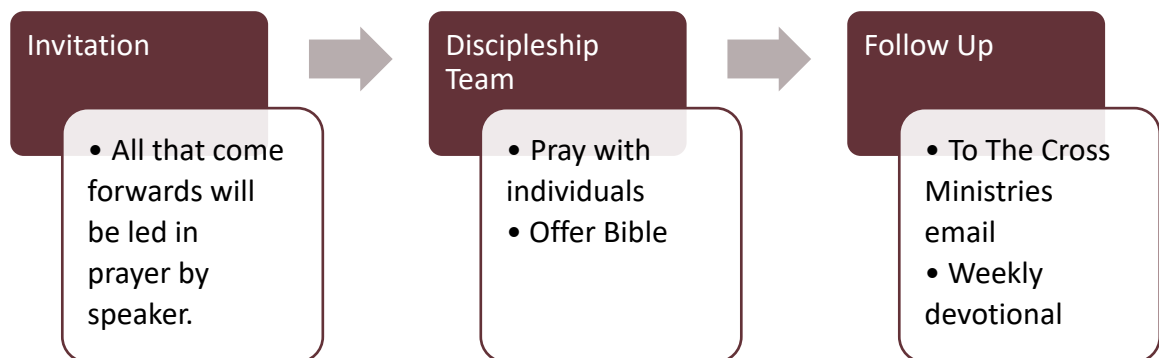 Invitation
• All that come
forwards will
be led in
prayer by
speaker.
Discipleship
Team
• Pray with
individuals
• Offer Bible
Follow Up
• To The Cross
Ministries
email
• Weekly
devotional